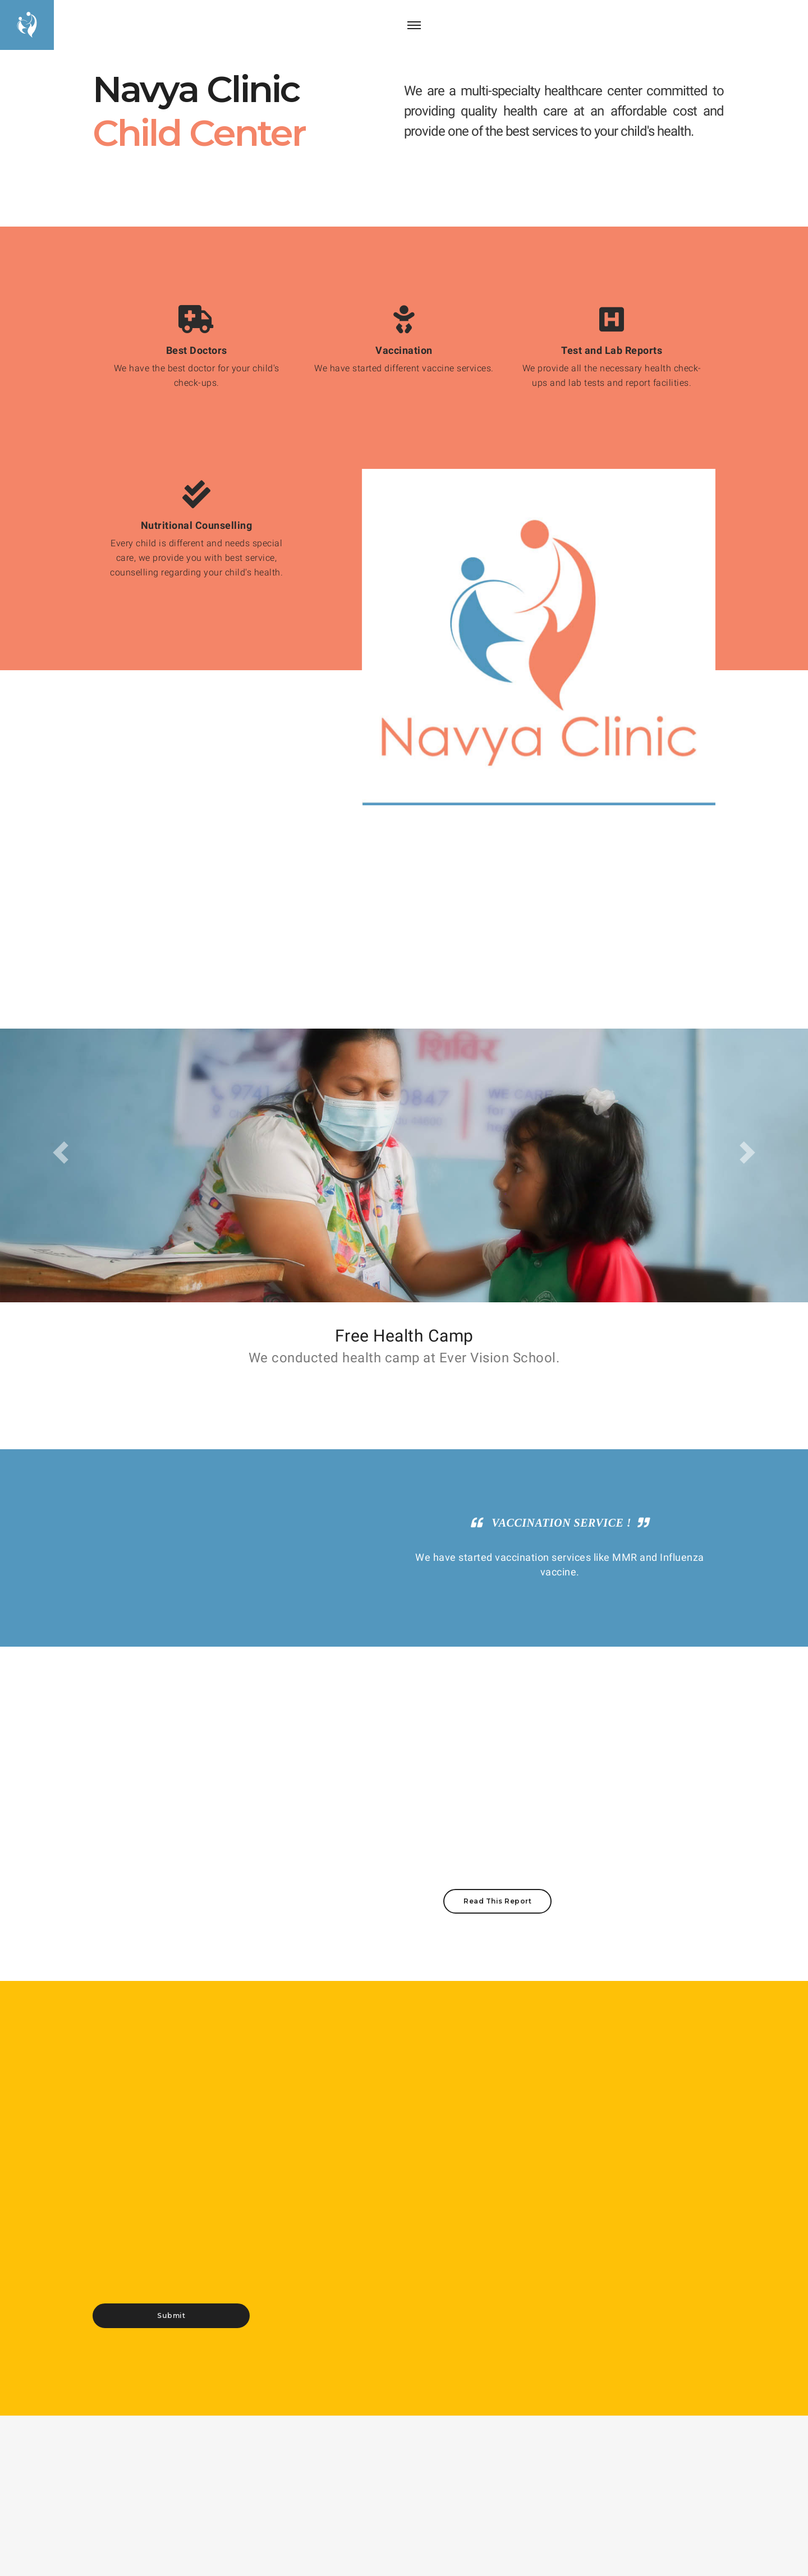 Navya Clinic
Child Center
We are a multi-specialty healthcare center committed to
providing quality health care at an affordable cost and
provide one of the best services to your child's health.
Best Doctors
We have the best doctor for your child's
check-ups.
Vaccination
We have started different vaccine services.
Test and Lab Reports
We provide all the necessary health check-
ups and lab tests and report facilities.
Nutritional Counselling
Every child is different and needs special
care, we provide you with best service,
counselling regarding your child's health.
Navya Clinic
शिविर
9741
0847
WE CARE
for
Free Health Camp
We conducted health camp at Ever Vision School.
VACCINATION SERVICE !
We have started vaccination services like MMR and Influenza
vaccine.
Read This Report
Submit